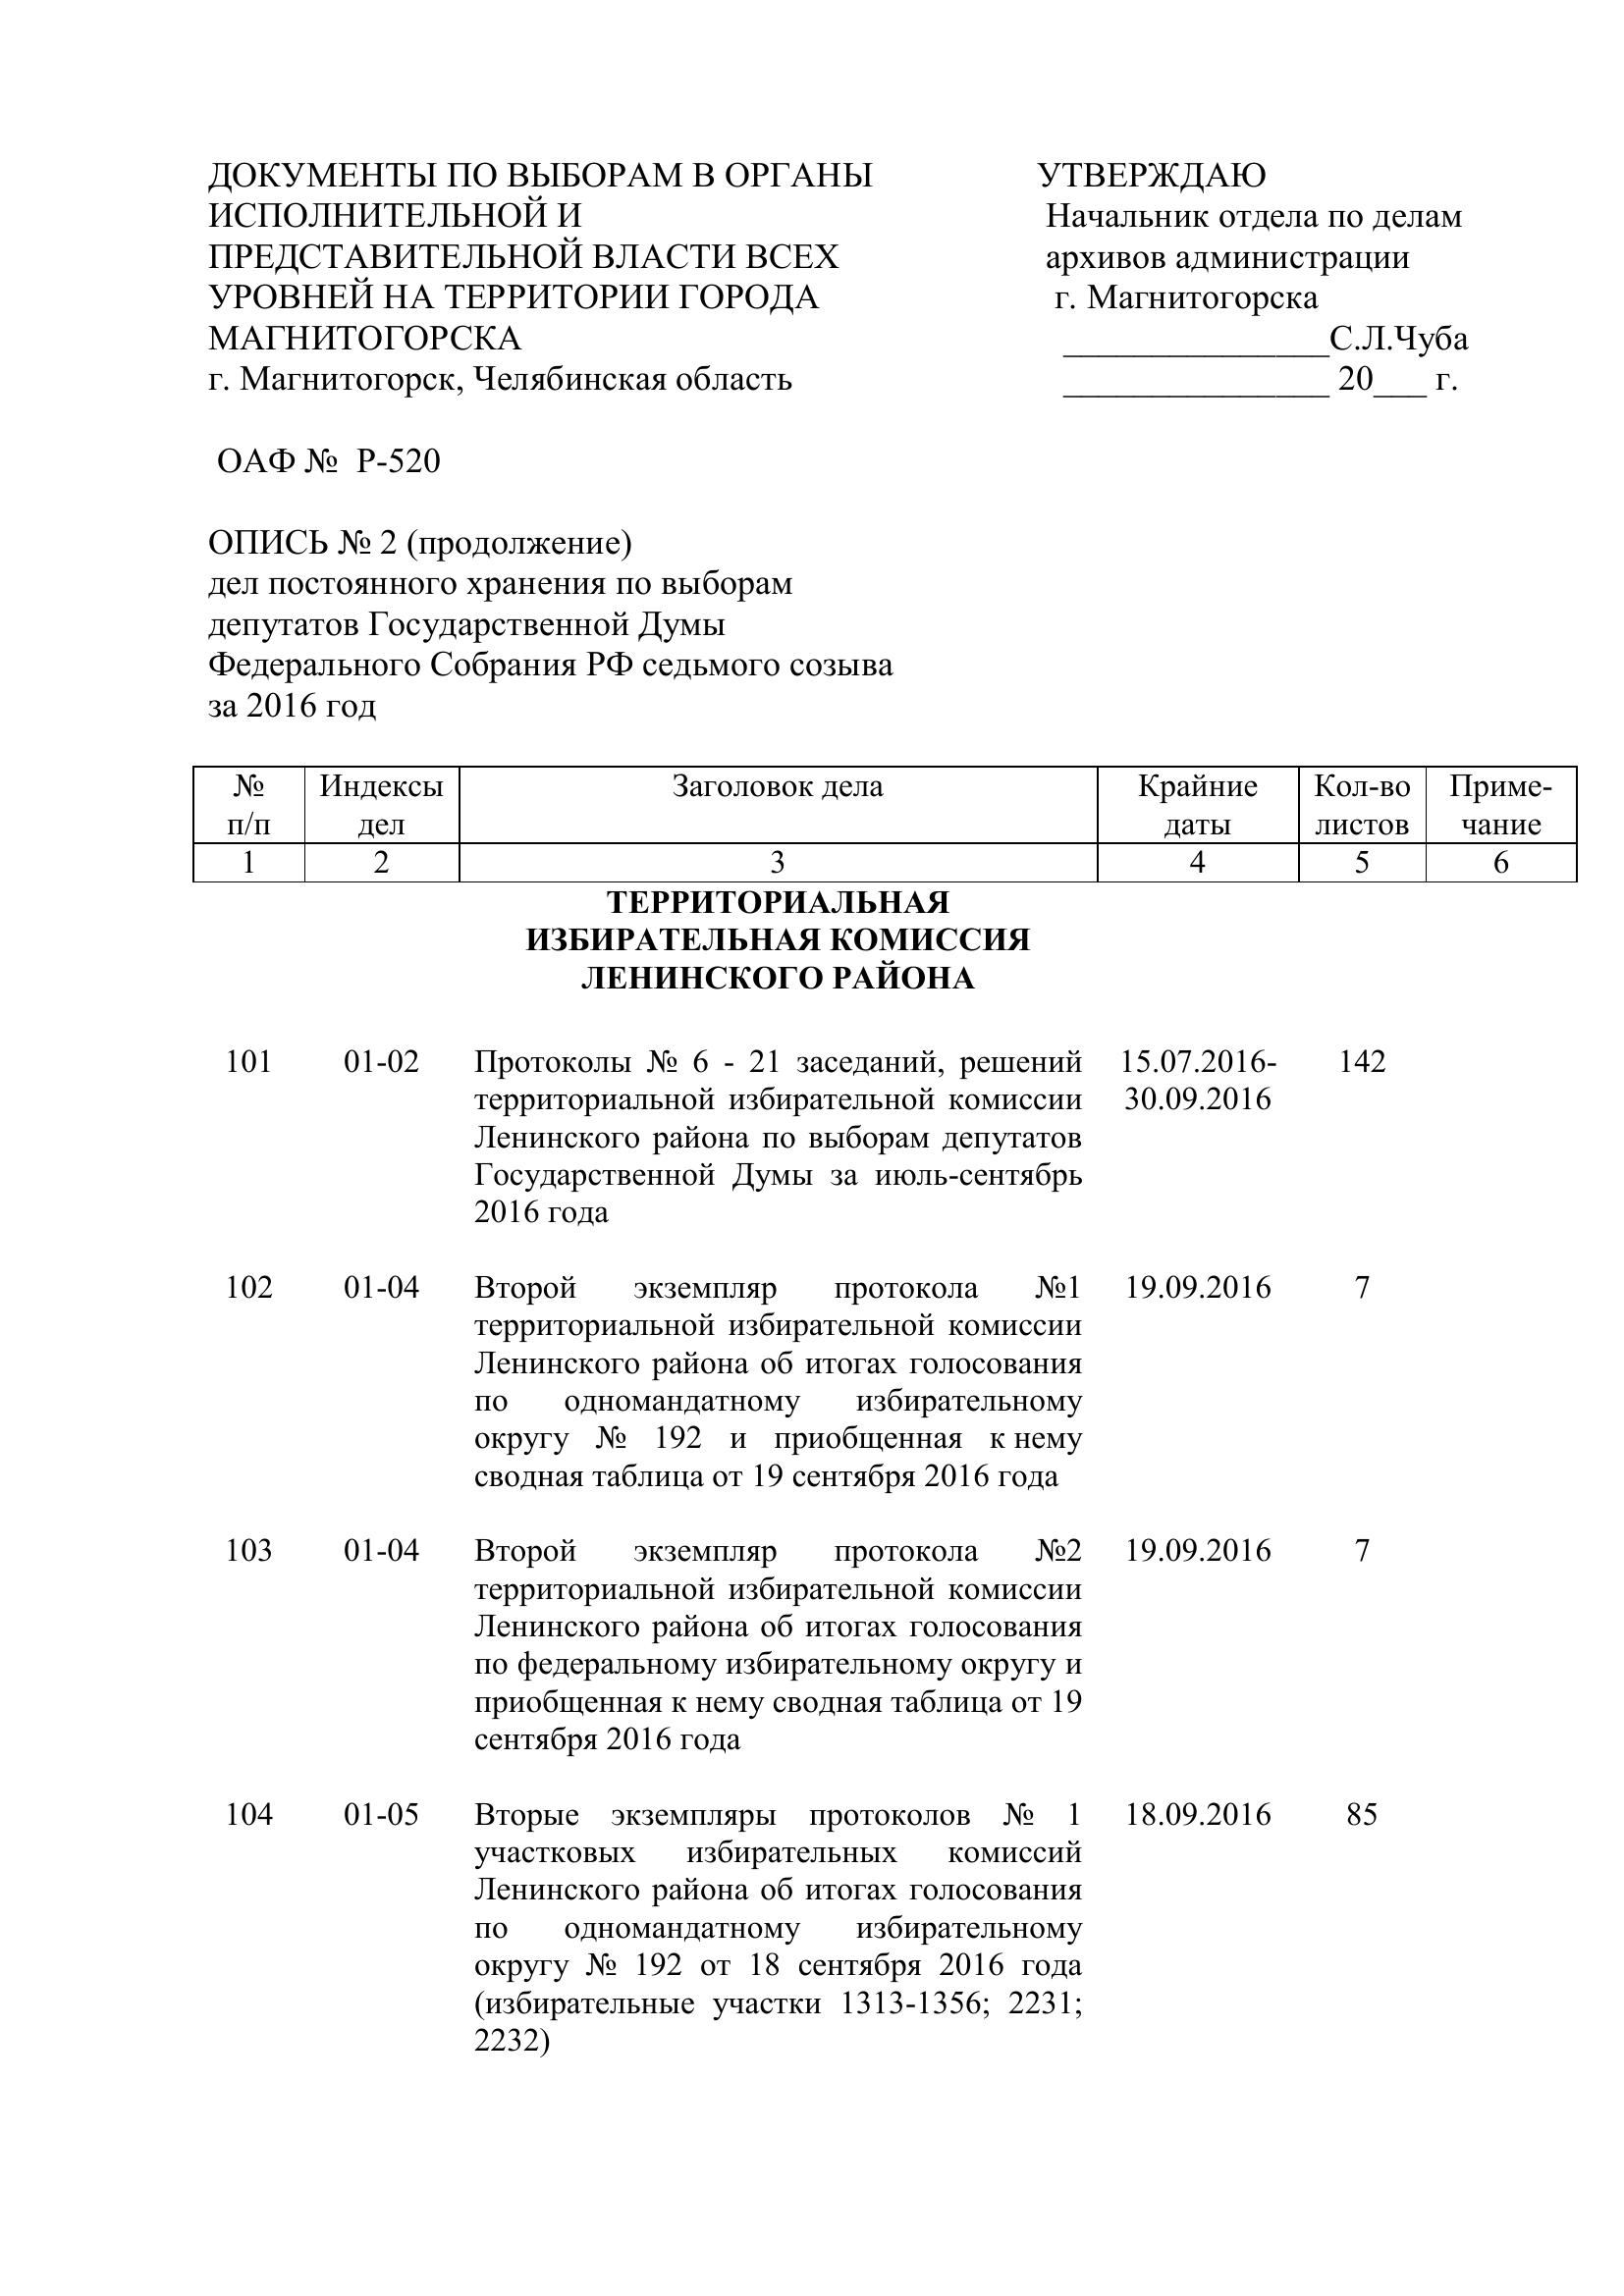 ДОКУМЕНТЫ ПО ВЫБОРАМ В ОРГАНЫ
ИСПОЛНИТЕЛЬНОЙ И
ПРЕДСТАВИТЕЛЬНОЙ ВЛАСТИ ВСЕХ
УРОВНЕЙ НА ТЕРРИТОРИИ ГОРОДА
МАГНИТОГОРСКА
г. Магнитогорск, Челябинская область
УТВЕРЖДАЮ
Начальник отдела по делам
архивов администрации
г. Магнитогорска
_______________С.Л.Чуба
_______________ 20___ г.
ОАФ № Р-520
ОПИСЬ № 2 (продолжение)
дел постоянного хранения по выборам
депутатов Государственной Думы
Федерального Собрания РФ седьмого созыва
за 2016 год
№ п/п Индексы дел Заголовок дела Крайние даты Кол-во листов Приме-чание
1 2 3 4 5 6
ТЕРРИТОРИАЛЬНАЯ
ИЗБИРАТЕЛЬНАЯ КОМИССИЯ
ЛЕНИНСКОГО РАЙОНА
101 01-02 Протоколы № 6 - 21 заседаний, решений 15.07.2016- 142
территориальной избирательной комиссии 30.09.2016
Ленинского района по выборам депутатов
Государственной Думы за июль-сентябрь
2016 года
102 01-04 Второй экземпляр протокола №1 19.09.2016 7
территориальной избирательной комиссии
Ленинского района об итогах голосования
по одномандатному избирательному
округу № 192 и приобщенная к нему
сводная таблица от 19 сентября 2016 года
103 01-04 Второй экземпляр протокола №2 19.09.2016 7
территориальной избирательной комиссии
Ленинского района об итогах голосования
по федеральному избирательному округу и
приобщенная к нему сводная таблица от 19
сентября 2016 года
104 01-05 Вторые экземпляры протоколов № 1 18.09.2016 85
участковых избирательных комиссий
Ленинского района об итогах голосования
по одномандатному избирательному
округу № 192 от 18 сентября 2016 года
(избирательные участки 1313-1356; 2231;
2232)